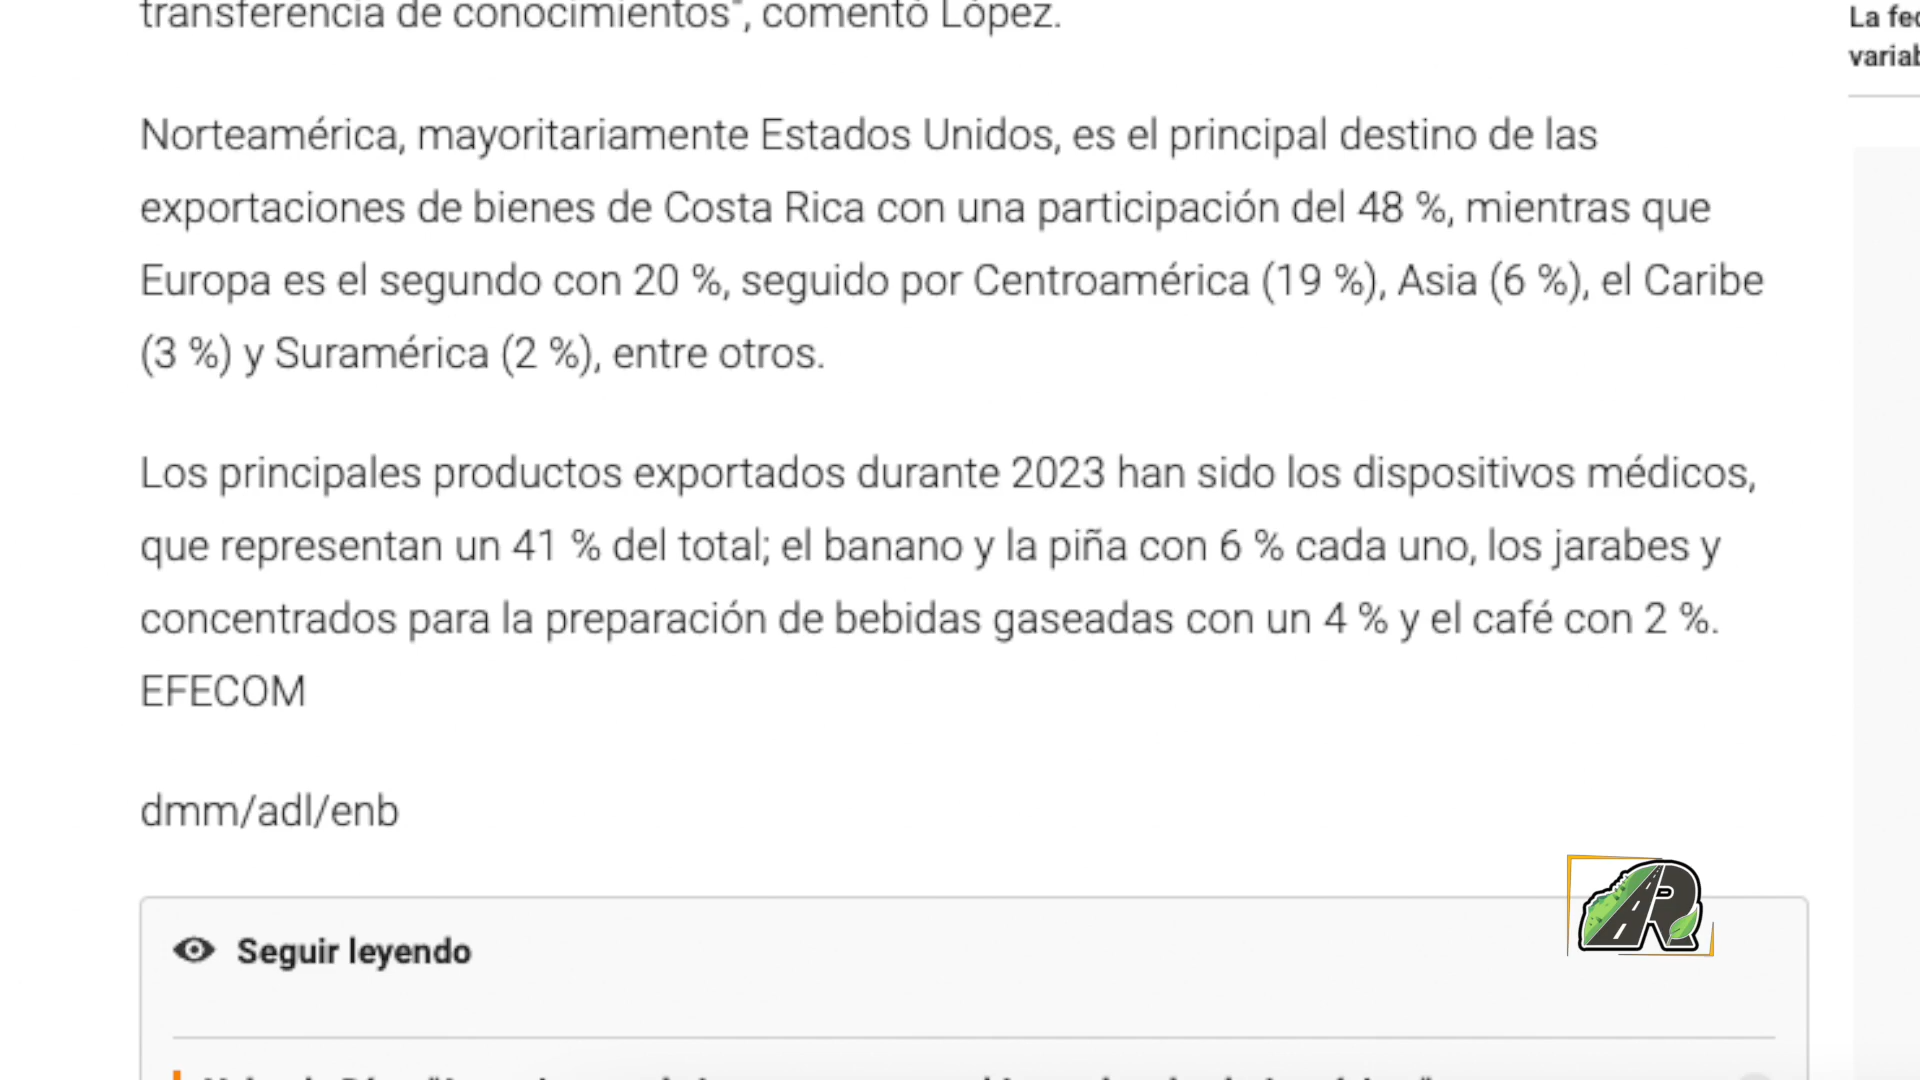 transferencia de conocimientos", comentó López.
Norteamérica, mayoritariamente Estados Unidos, es el principal destino de las
exportaciones de bienes de Costa Rica con una participación del 48 %, mientras que
Europa es el segundo con 20 %, seguido por Centroamérica (19 %), Asia (6 %), el Caribe
(3 %) y Suramérica (2 %), entre otros.
Los principales productos exportados durante 2023 han sido los dispositivos médicos,
que representan un 41 % del total; el banano y la piña con 6 % cada uno, los jarabes y
concentrados para la preparación de bebidas gaseadas con un 4 % y el café con 2 %.
EFECOM
dmm/adl/enb
Seguir leyendo
La
R